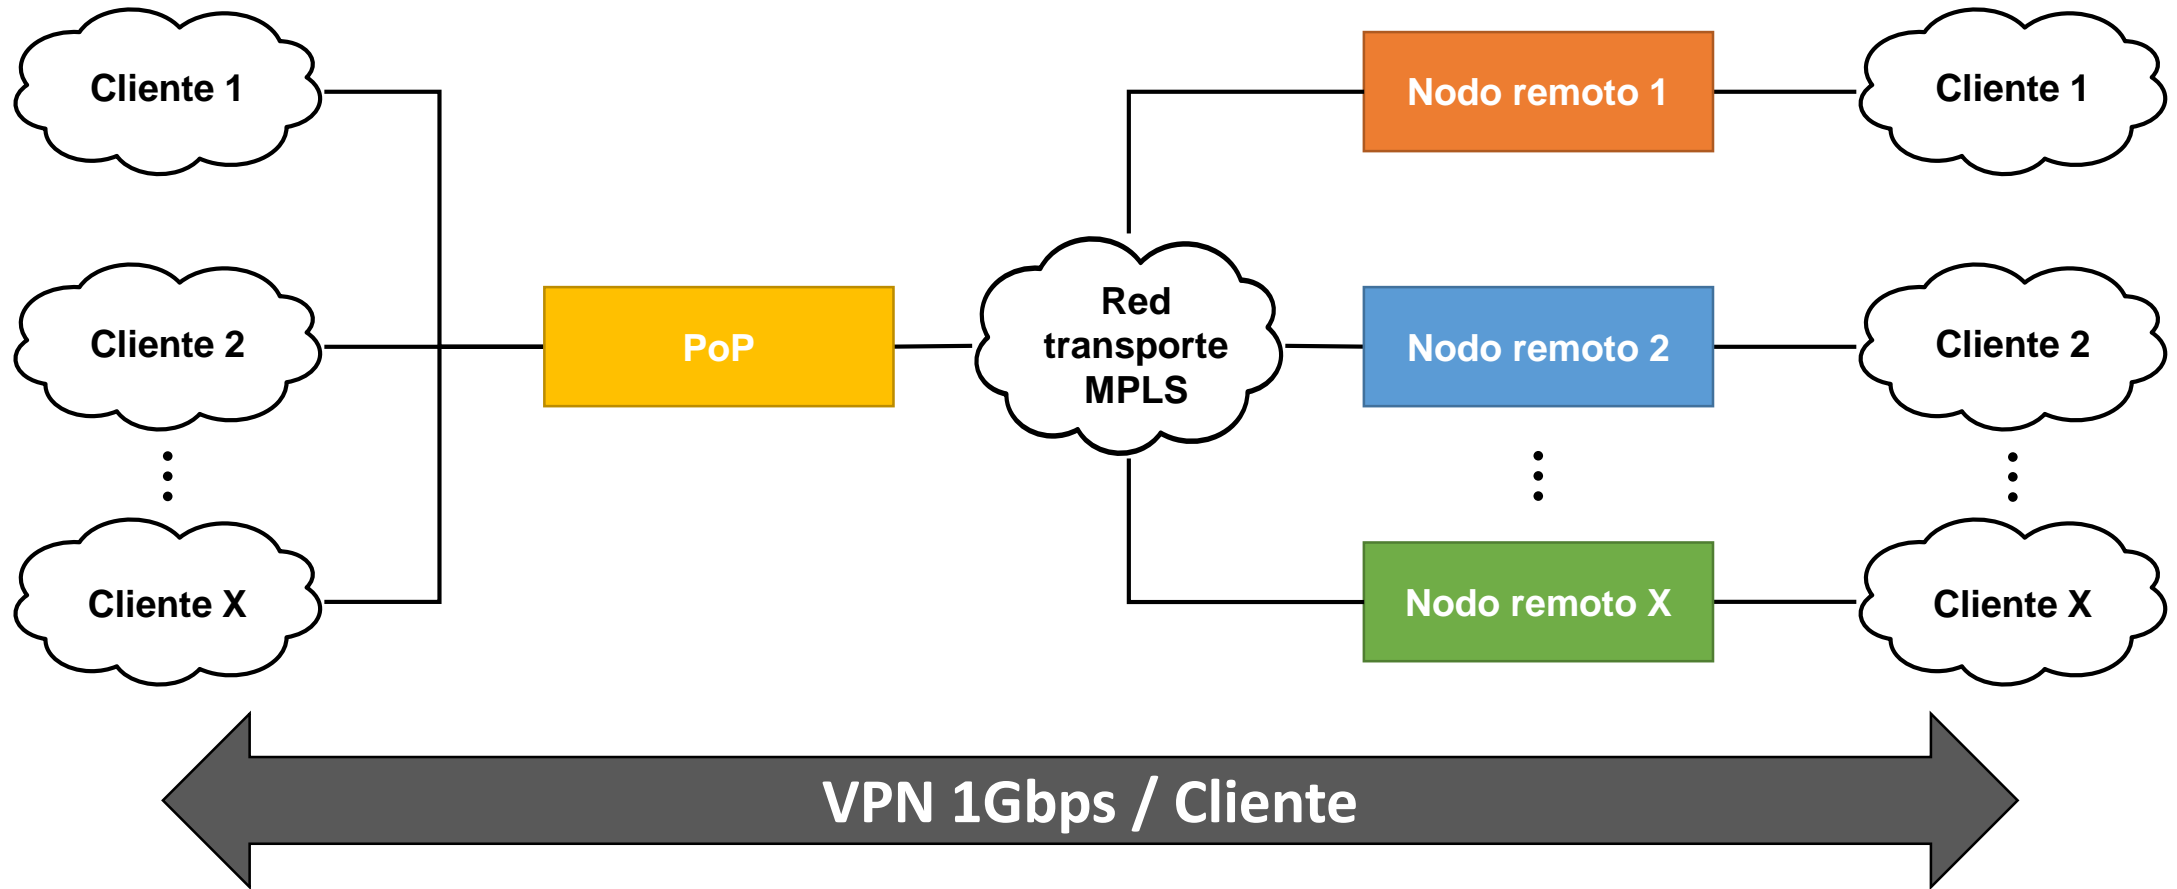 Cliente 1
Nodo remoto 1
Cliente 1
Cliente 2
PoP
Red
transporte
MPLS
Nodo remoto 2
Cliente 2
Cliente X
Nodo remoto X
Cliente X
VPN 1Gbps / Cliente